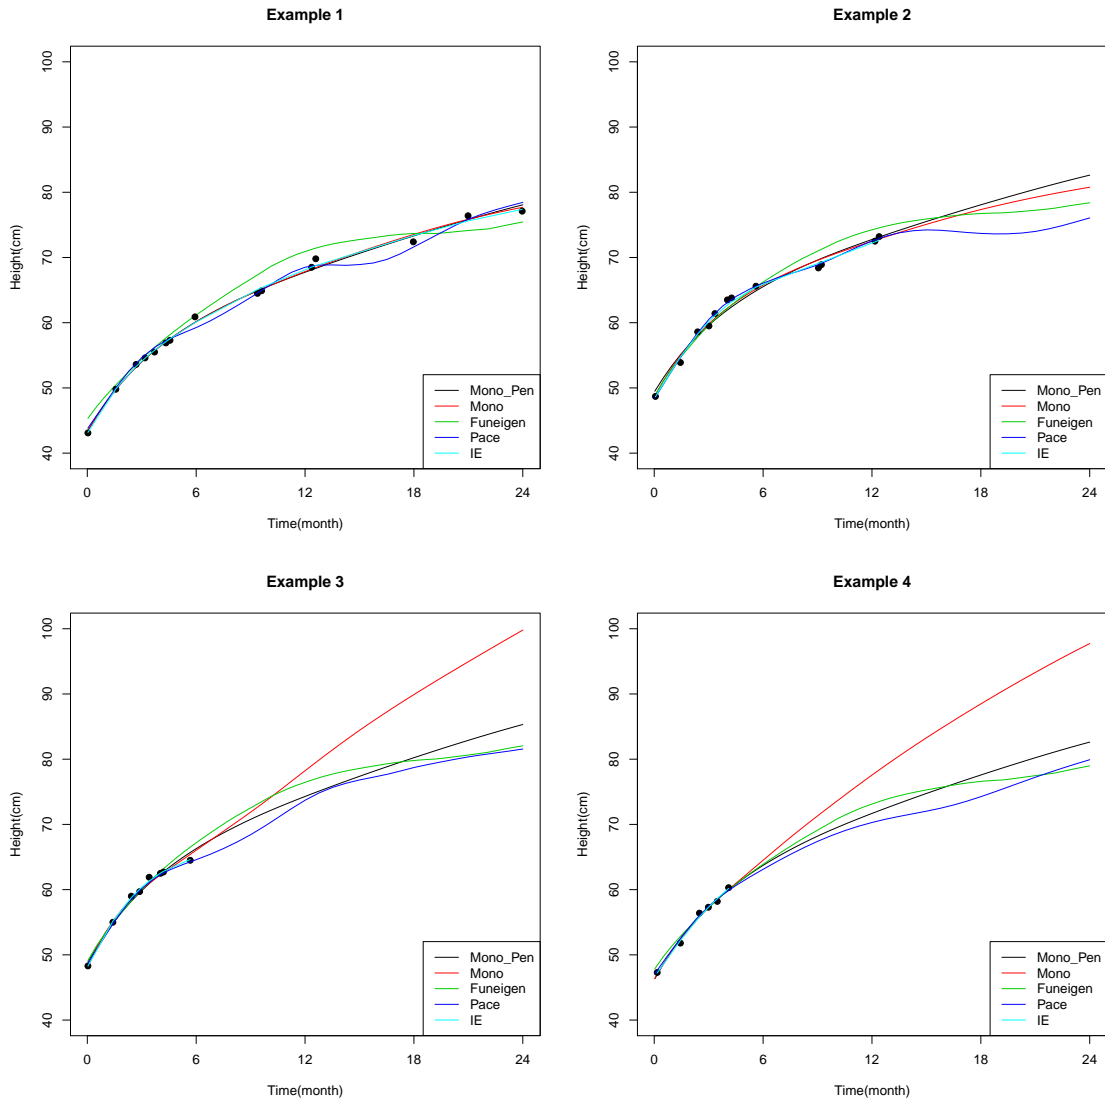 Example 1
Height(cm)
100
90
80
70
60
50
40
Mono_Pen
Mono
Funeigen
Pace
IE
0 6 12 18 24
Time(month)
Example 2
Height(cm)
100
90
80
70
60
50
40
Mono_Pen
Mono
Funeigen
Pace
IE
0 6 12 18 24
Time(month)
Example 3
Height(cm)
100
90
80
70
60
50
40
Mono_Pen
Mono
Funeigen
Pace
IE
0 6 12 18 24
Time(month)
Example 4
Height(cm)
100
90
80
70
60
50
40
Mono_Pen
Mono
Funeigen
Pace
IE
0 6 12 18 24
Time(month)